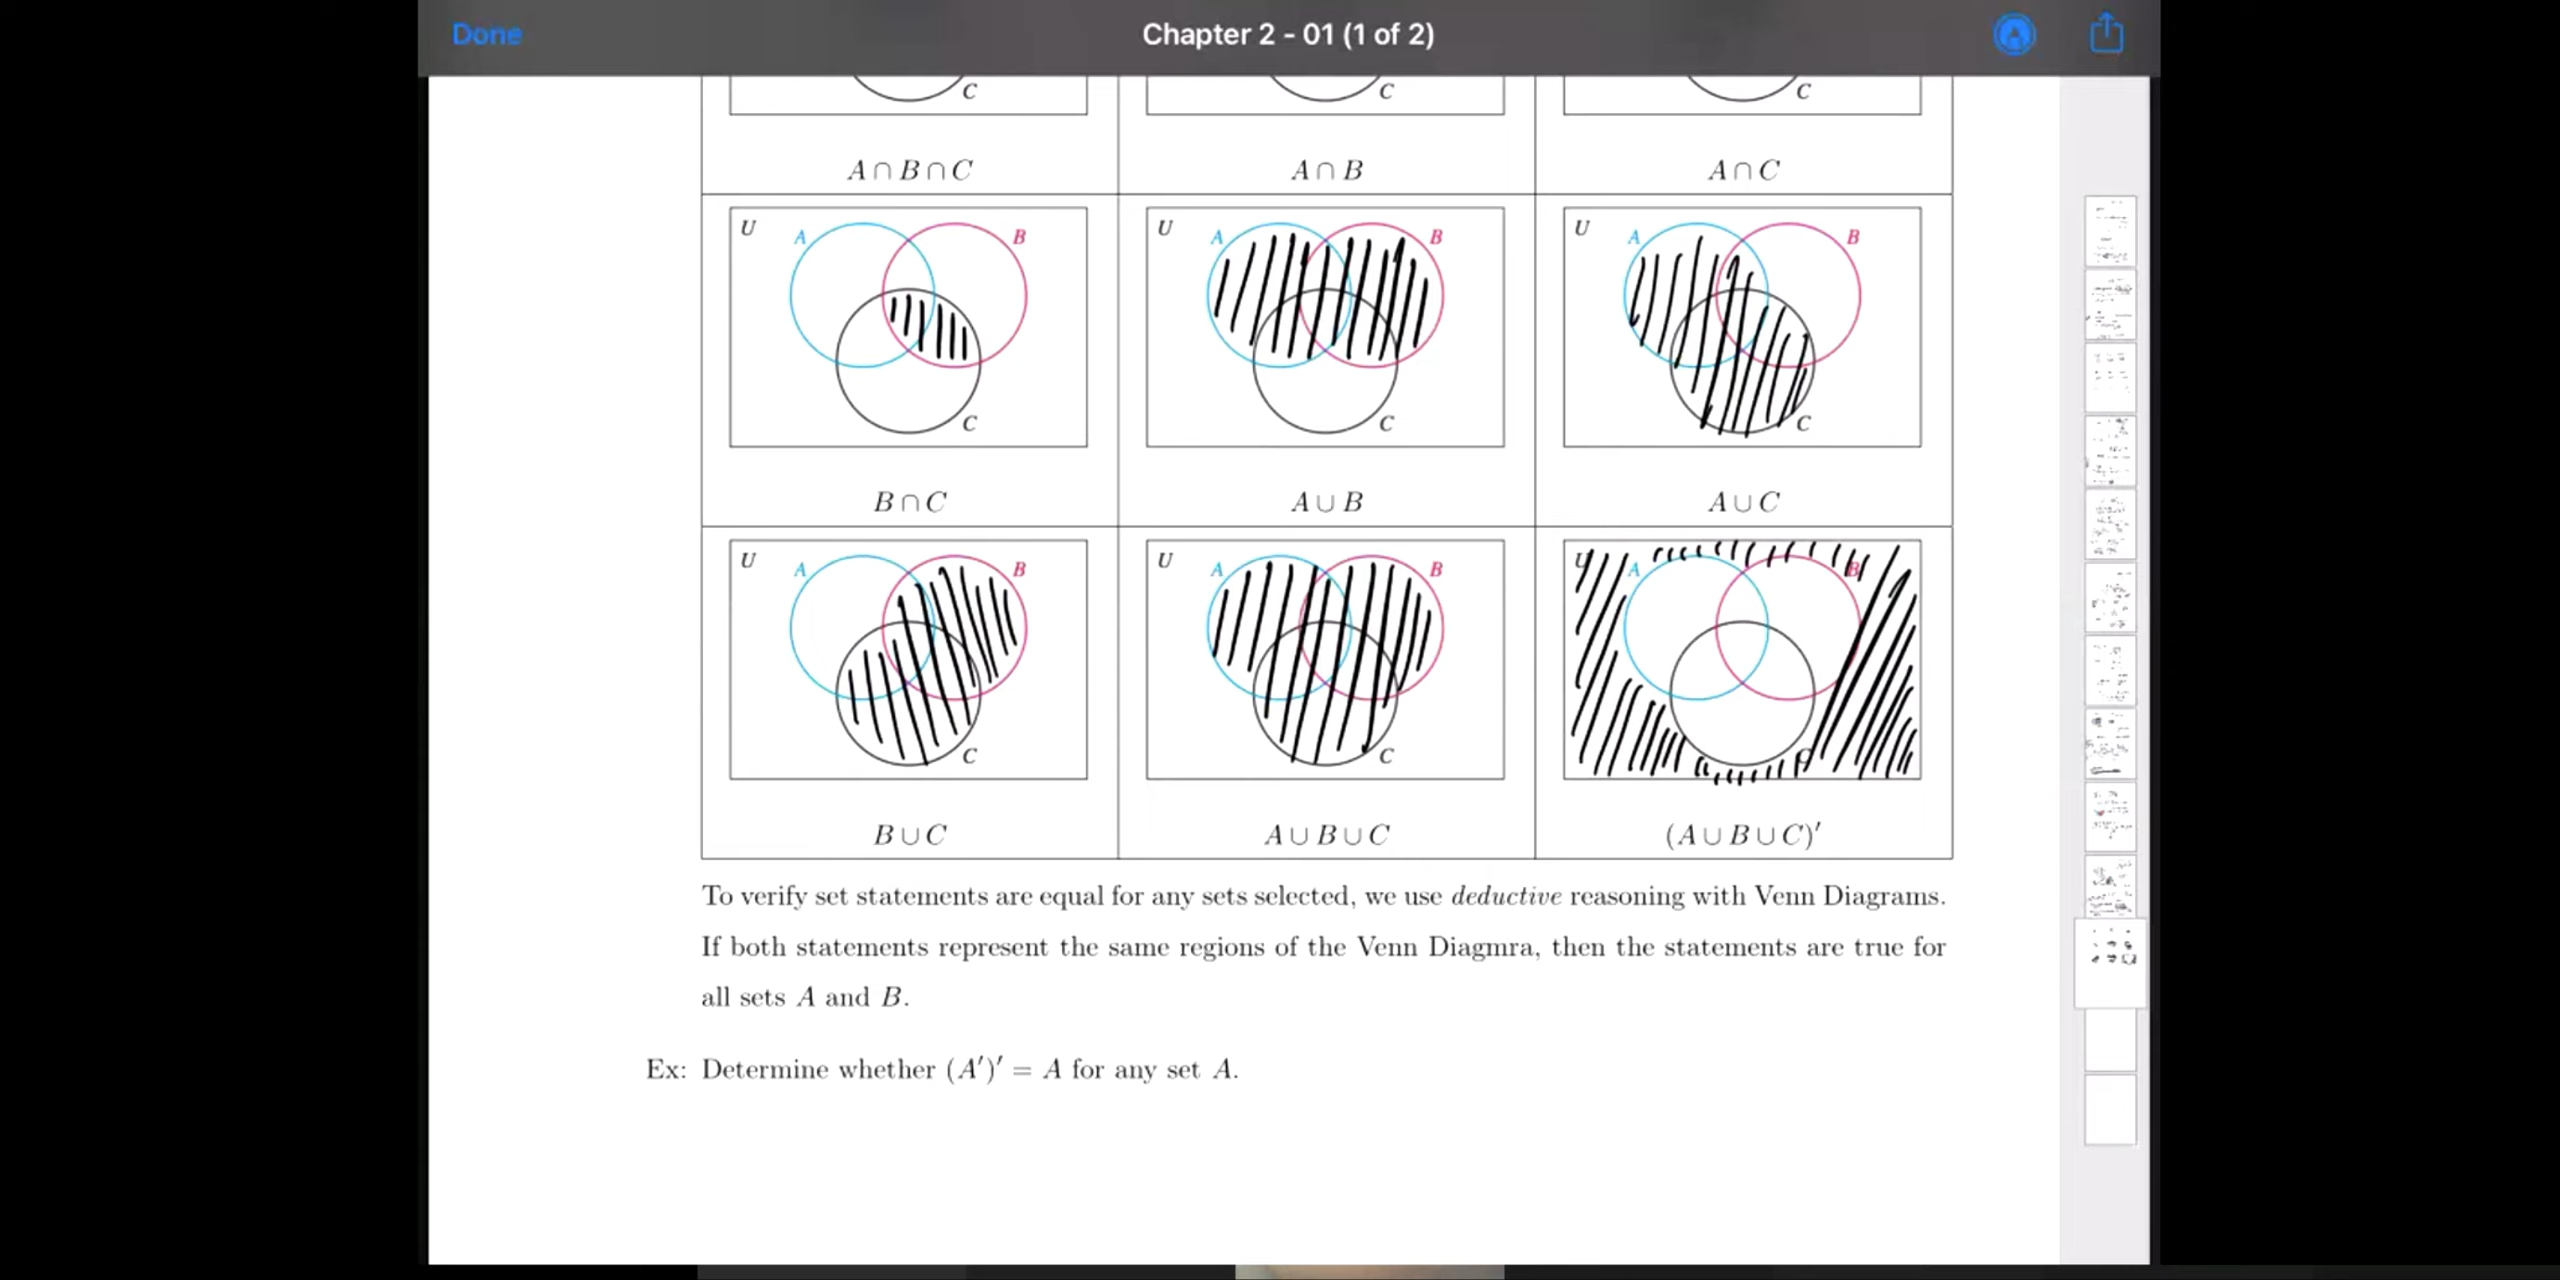 Done
Chapter 2 - 01 (1 of 2)
C
C
C
A ∩ B ∩ C
A ∩ B
A ∩ C
U A B C
U A B C
U A B C
B ∩ C
A ∪ B
A ∪ C
U A B C
U A B C
U A B C
B ∪ C
A ∪ B ∪ C
(A ∪ B ∪ C)′
To verify set statements are equal for any sets selected, we use deductive reasoning with Venn Diagrams.
If both statements represent the same regions of the Venn Diagmra, then the statements are true for
all sets A and B.
Ex: Determine whether (A′)′ = A for any set A.